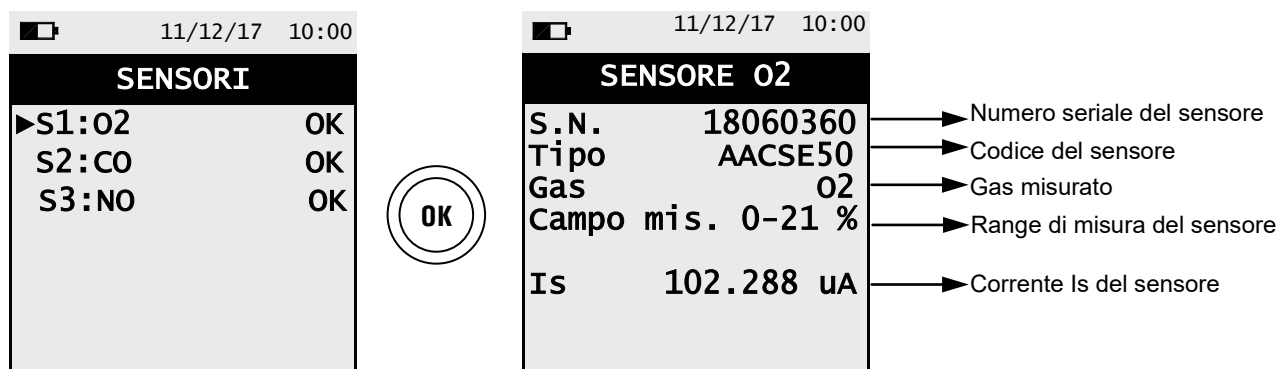 11/12/17 10:00
SENSORI
►S1:O2 OK
S2:CO OK
S3:NO OK
OK
11/12/17 10:00
SENSORE O2
S.N. 18060360
Tipo AACSE50
Gas O2
Campo mis. 0-21 %
Is 102.288 uA
Numero seriale del sensore
Codice del sensore
Gas misurato
Range di misura del sensore
Corrente Is del sensore